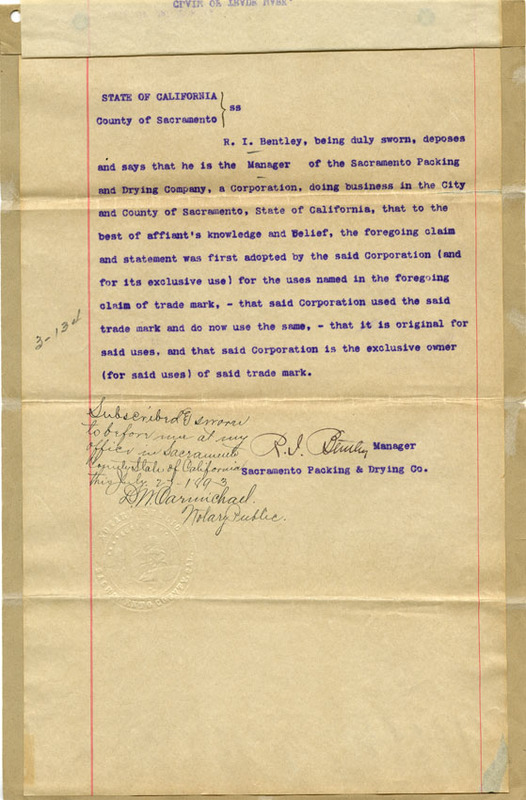 STATE OF CALIFORNIA
ss
County of Sacramento
R. I. Bentley, being duly sworn, deposes
and says that he is the Manager of the Sacramento Packing
and Drying Company, a Corporation, doing business in the City
and County of Sacramento, State of California, that to the
best of affiant's knowledge and Belief, the foregoing claim
and statement was first adopted by the said Corporation (and
for its exclusive use) for the uses named in the foregoing
claim of trade mark, - that said Corporation used the said
trade mark and do now use the same, - that it is original for
said uses, and that said Corporation is the exclusive owner
(for said uses) of said trade mark.
3-13d
Subscribed & sworn
to before me at my
office in Sacramento
County State of California
this July 1893
R. I. Bentley Manager
Sacramento Packing & Drying Co.
D. W. Carmichael.
Notary Public.